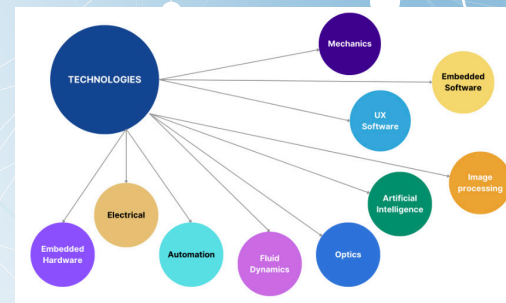 TECHNOLOGIES
Mechanics
Embedded
Software
UX
Software
Image
processing
Artificial
Intelligence
Electrical
Embedded
Hardware
Automation
Fluid
Dynamics
Optics